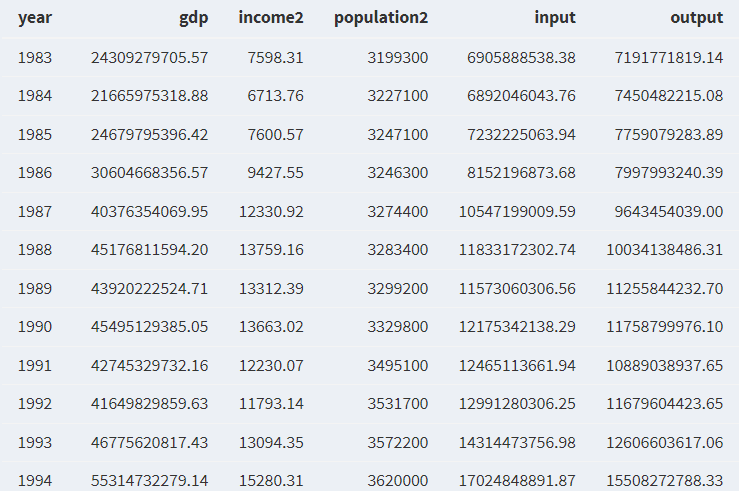 year gdp income2 population2 input output
1983 24309279705.57 7598.31 3199300 6905888538.38 7191771819.14
1984 21665975318.88 6713.76 3227100 6892046043.76 7450482215.08
1985 24679795396.42 7600.57 3247100 7232225063.94 7759079283.89
1986 30604668356.57 9427.55 3246300 8152196873.68 7997993240.39
1987 40376354069.95 12330.92 3274400 10547199009.59 9643454039.00
1988 45176811594.20 13759.16 3283400 11833172302.74 10034138486.31
1989 43920222524.71 13312.39 3299200 11573060306.56 11255844232.70
1990 45495129385.05 13663.02 3329800 12175342138.29 11758799976.10
1991 42745329732.16 12230.07 3495100 12465113661.94 10889038937.65
1992 41649829859.63 11793.14 3531700 12991280306.25 11679604423.65
1993 46775620817.43 13094.35 3572200 14314473756.98 12606603617.06
1994 55314732279.14 15280.31 3620000 17024848891.87 15508272788.33